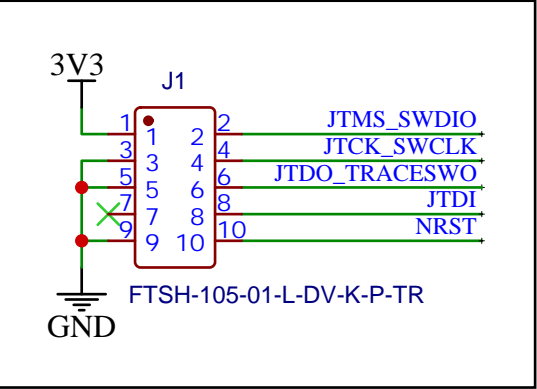 3V3
J1
1 1 2 2 JTMS_SWDIO
3 3 4 4 JTCK_SWCLK
5 5 6 6 JTDO_TRACESWO
7 7 8 8 JTDI
9 9 10 10 NRST
FTSH-105-01-L-DV-K-P-TR
GND